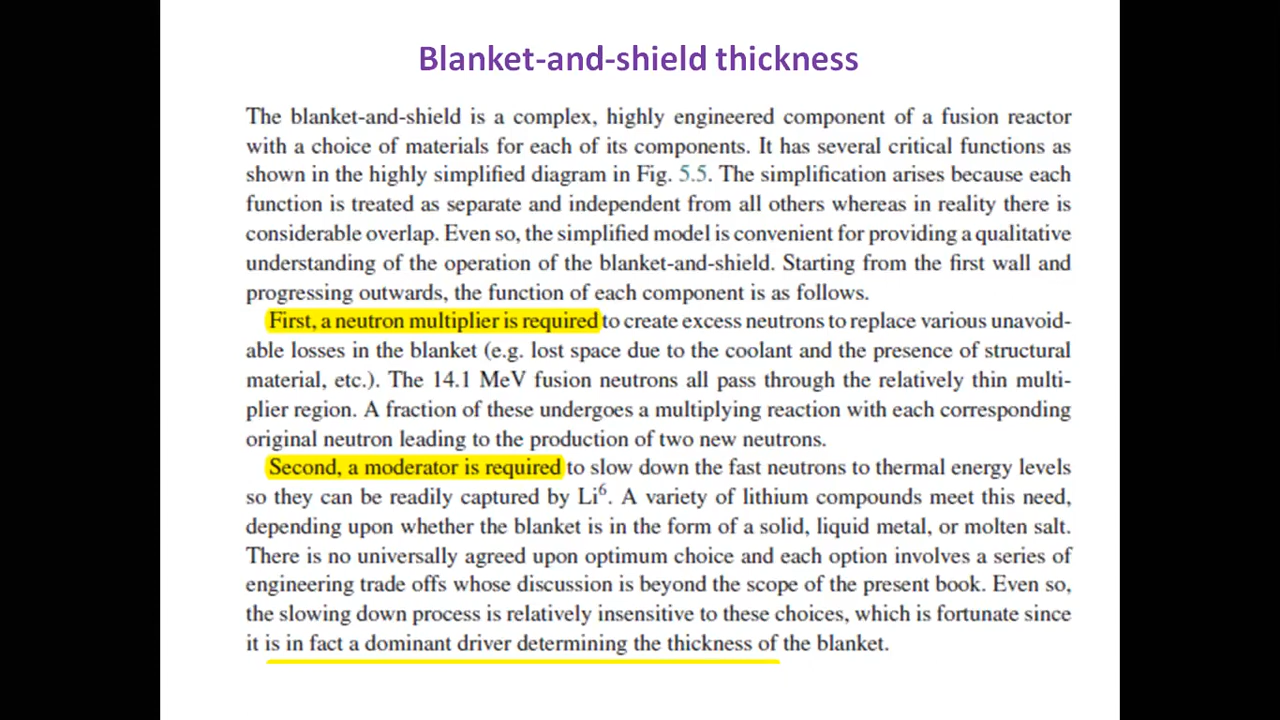 Blanket-and-shield thickness
The blanket-and-shield is a complex, highly engineered component of a fusion reactor
with a choice of materials for each of its components. It has several critical functions as
shown in the highly simplified diagram in Fig. 5.5. The simplification arises because each
function is treated as separate and independent from all others whereas in reality there is
considerable overlap. Even so, the simplified model is convenient for providing a qualitative
understanding of the operation of the blanket-and-shield. Starting from the first wall and
progressing outwards, the function of each component is as follows.
First, a neutron multiplier is required to create excess neutrons to replace various unavoid-
able losses in the blanket (e.g. lost space due to the coolant and the presence of structural
material, etc.). The 14.1 MeV fusion neutrons all pass through the relatively thin multi-
plier region. A fraction of these undergoes a multiplying reaction with each corresponding
original neutron leading to the production of two new neutrons.
Second, a moderator is required to slow down the fast neutrons to thermal energy levels
so they can be readily captured by Li⁶. A variety of lithium compounds meet this need,
depending upon whether the blanket is in the form of a solid, liquid metal, or molten salt.
There is no universally agreed upon optimum choice and each option involves a series of
engineering trade offs whose discussion is beyond the scope of the present book. Even so,
the slowing down process is relatively insensitive to these choices, which is fortunate since
it is in fact a dominant driver determining the thickness of the blanket.